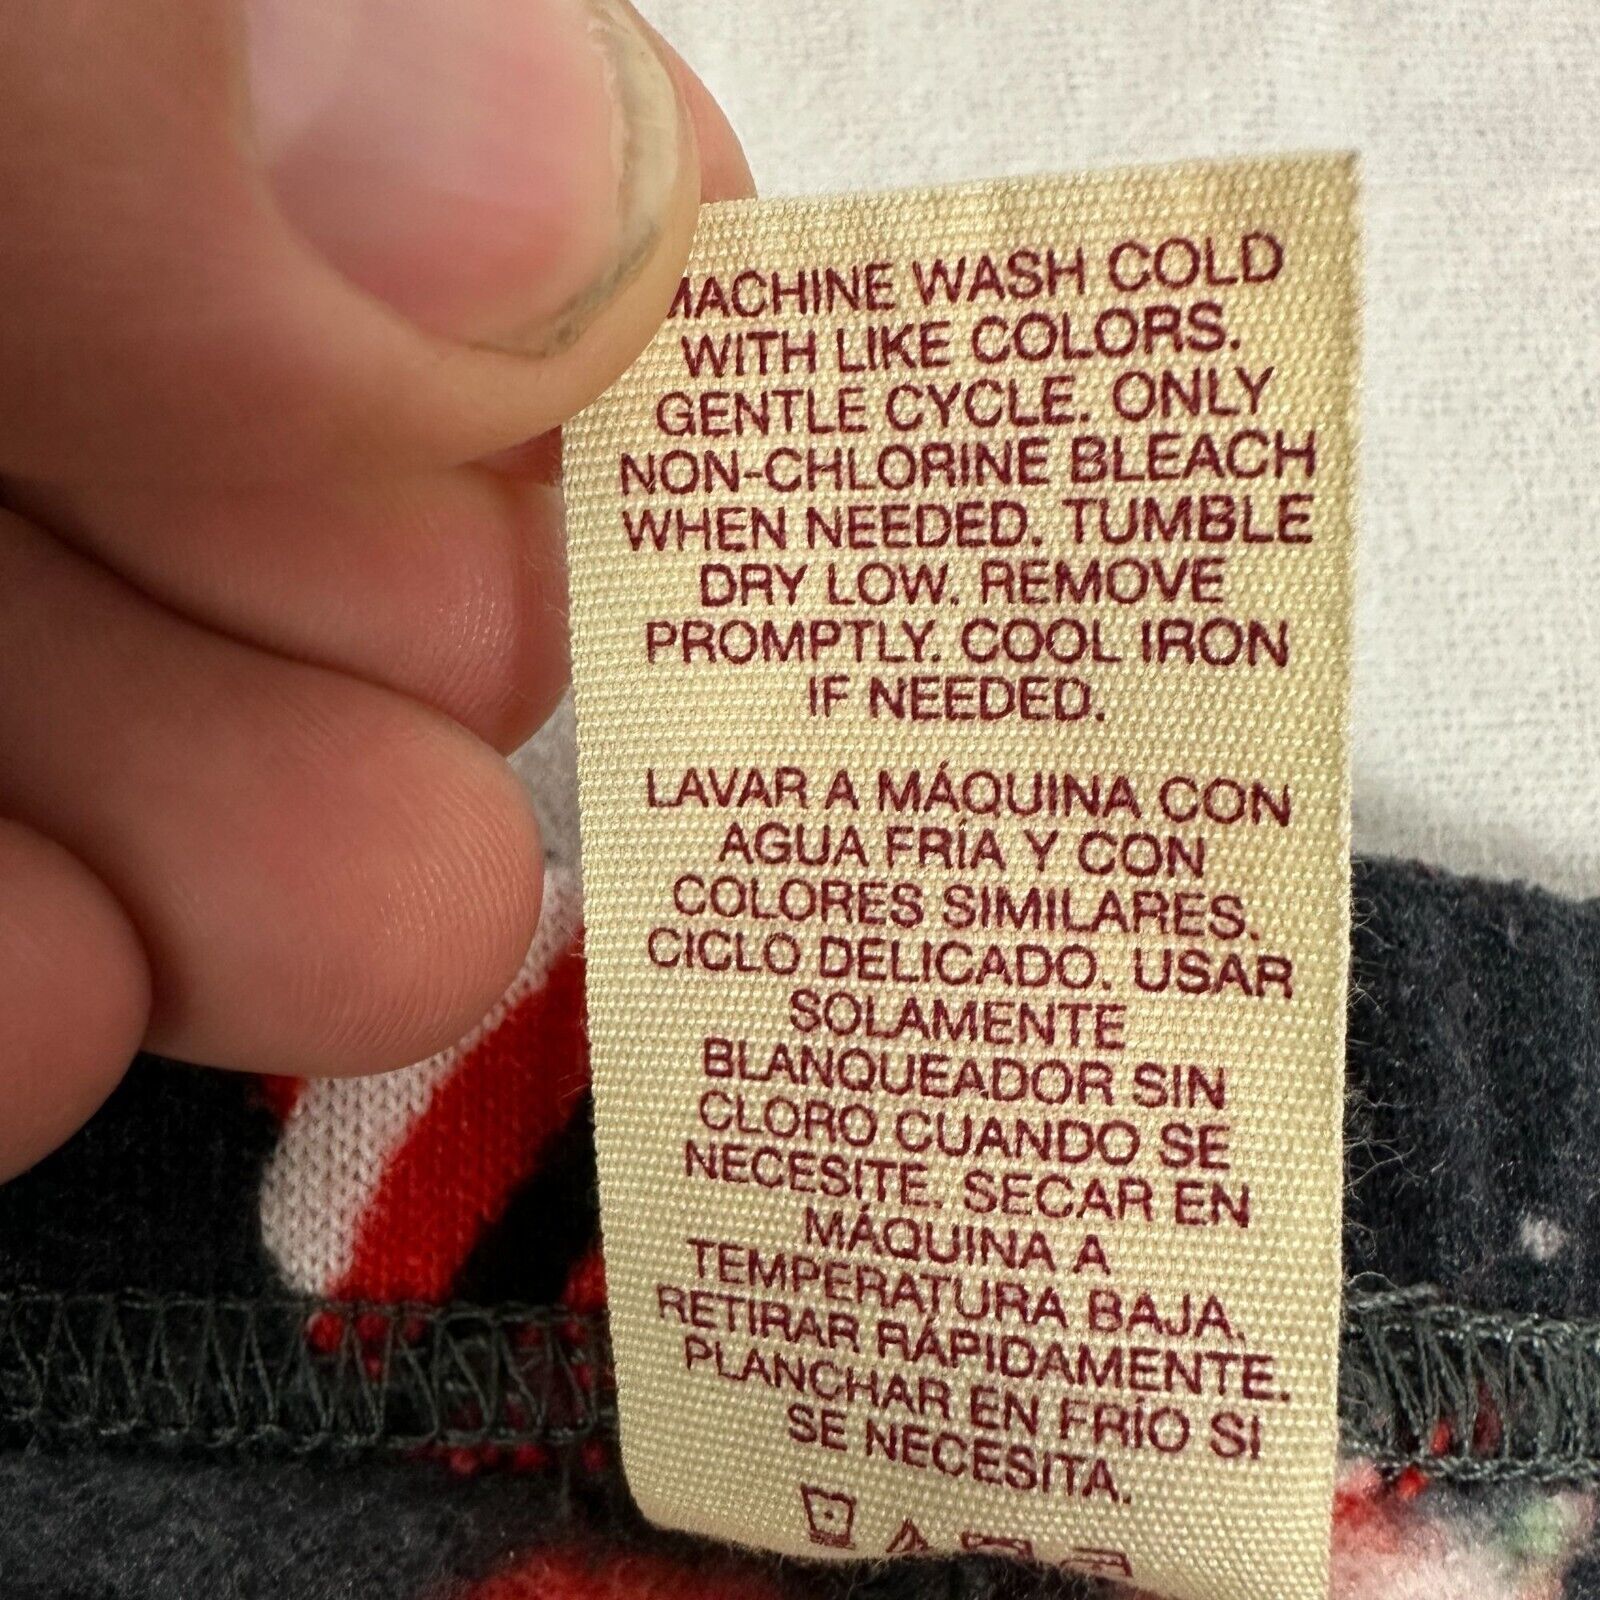 MACHINE WASH COLD
WITH LIKE COLORS.
GENTLE CYCLE. ONLY
NON-CHLORINE BLEACH
WHEN NEEDED. TUMBLE
DRY LOW. REMOVE
PROMPTLY. COOL IRON
IF NEEDED.
LAVAR A MÁQUINA CON
AGUA FRÍA Y CON
COLORES SIMILARES.
CICLO DELICADO. USAR
SOLAMENTE
BLANQUEADOR SIN
CLORO CUANDO SE
NECESITE. SECAR EN
MÁQUINA A
TEMPERATURA BAJA.
RETIRAR RÁPIDAMENTE.
PLANCHAR EN FRÍO SI
SE NECESITA.